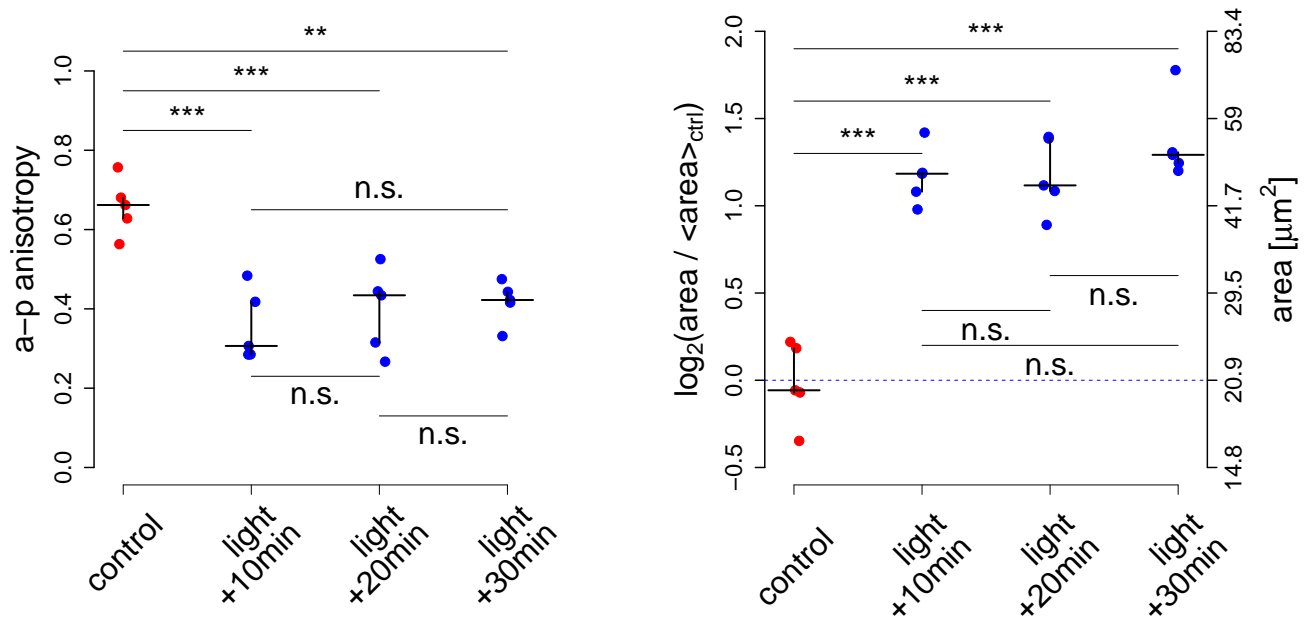 **
***
***
n.s.
n.s.
n.s.
a−p anisotropy
0.0
0.2
0.4
0.6
0.8
1.0
control
light
+10min
light
+20min
light
+30min
***
***
***
n.s.
n.s.
n.s.
log₂(area / <area>ctrl)
−0.5
0.0
0.5
1.0
1.5
2.0
14.8
20.9
29.5
41.7
59
83.4
area [μm²]
control
light
+10min
light
+20min
light
+30min